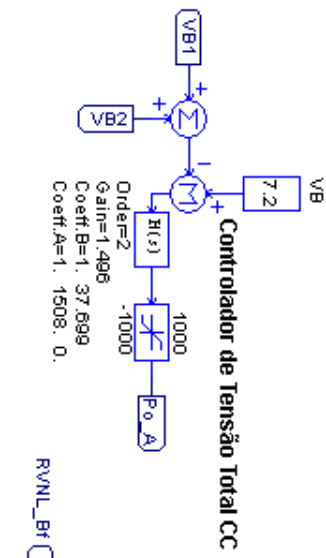 VB1
+
+
VB2
Σ
−
VB
7.2
+
Σ
Controlador de Tensão Total CC
H(s)
Order=2
Gain=1.496
Coeff.B=1. 37.699
Coeff.A=1. 1508. 0.
1000
-1000
Po_A
RVNL_Bf